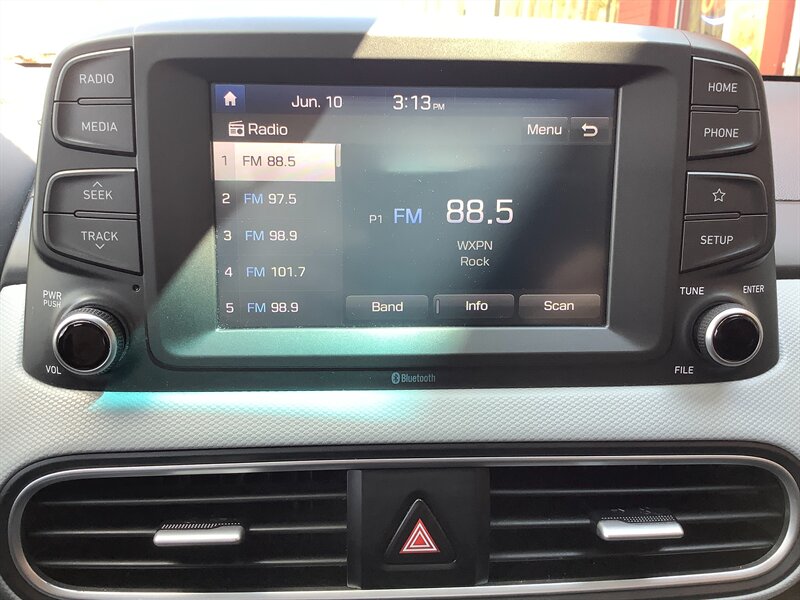 RADIO
MEDIA
SEEK
TRACK
PWR
PUSH
VOL
Jun. 10 3:13 PM
Radio Menu
1 FM 88.5
2 FM 97.5
3 FM 98.9
4 FM 101.7
5 FM 98.9
P1 FM 88.5
WXPN
Rock
Band Info Scan
Bluetooth
HOME
PHONE
SETUP
TUNE ENTER
FILE